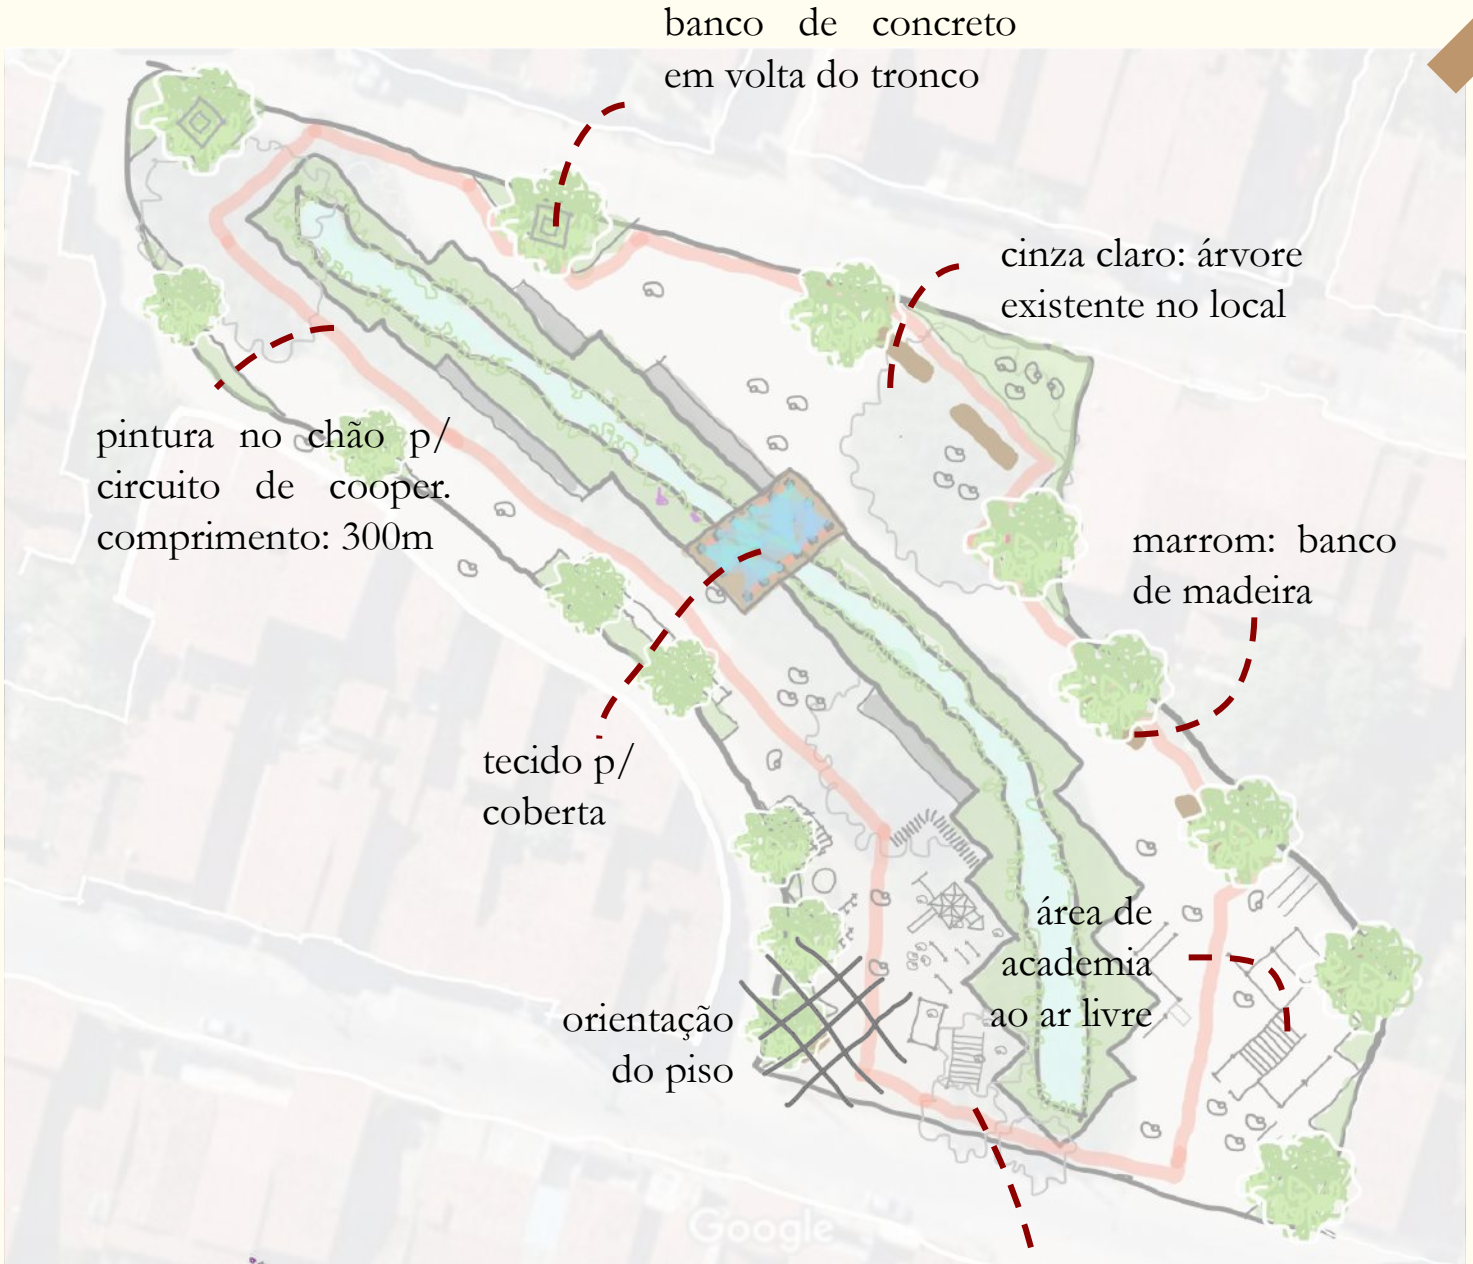 banco de concreto
em volta do tronco
cinza claro: árvore
existente no local
pintura no chão p/
circuito de cooper.
comprimento: 300m
marrom: banco
de madeira
tecido p/
coberta
área de
academia
ao ar livre
orientação
do piso
Google